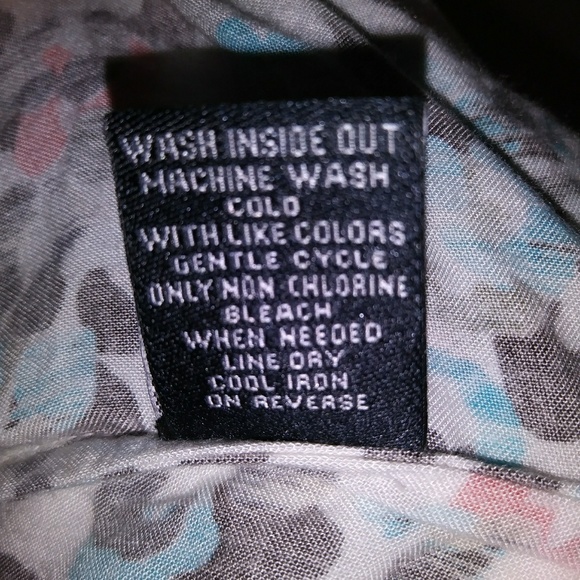 WASH INSIDE OUT
MACHINE WASH
COLD
WITH LIKE COLORS
GENTLE CYCLE
ONLY NON CHLORINE
BLEACH
WHEN NEEDED
LINE DRY
COOL IRON
ON REVERSE